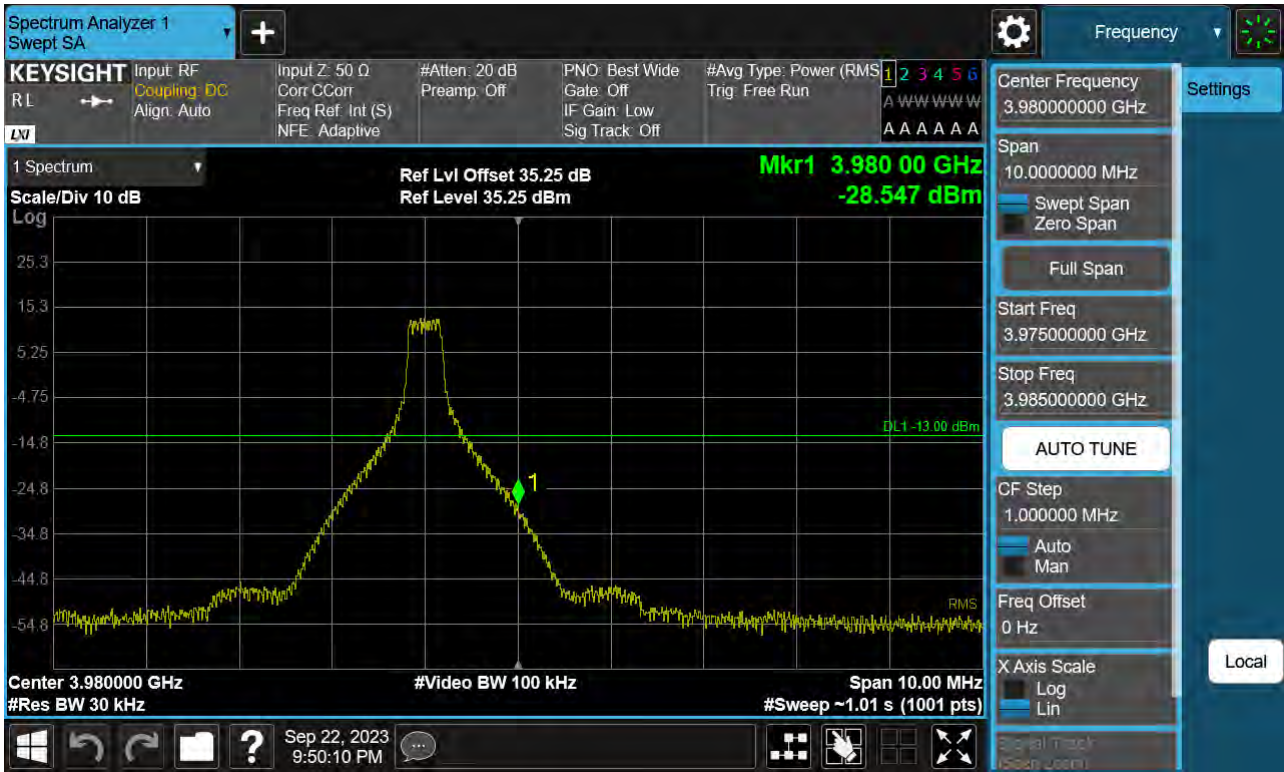 Spectrum Analyzer 1
Swept SA
+
Frequency
KEYSIGHT
RL
LXI
Input: RF
Coupling: DC
Align: Auto
Input Z: 50 Ω
Corr CCorr
Freq Ref: Int (S)
NFE: Adaptive
#Atten: 20 dB
Preamp: Off
PNO: Best Wide
Gate: Off
IF Gain: Low
Sig Track: Off
#Avg Type: Power (RMS
Trig: Free Run
1 2 3 4 5 6
A W W W W W
A A A A A A
1 Spectrum
Scale/Div 10 dB
Log
Ref Lvl Offset 35.25 dB
Ref Level 35.25 dBm
Mkr1 3.980 00 GHz
-28.547 dBm
25.3
15.3
5.25
-4.75
-14.8
-24.8
-34.8
-44.8
-54.8
DL1 -13.00 dBm
1
RMS
Center 3.980000 GHz
#Res BW 30 kHz
#Video BW 100 kHz
Span 10.00 MHz
#Sweep ~1.01 s (1001 pts)
Center Frequency
3.980000000 GHz
Span
10.0000000 MHz
Swept Span
Zero Span
Full Span
Start Freq
3.975000000 GHz
Stop Freq
3.985000000 GHz
AUTO TUNE
CF Step
1.000000 MHz
Auto
Man
Freq Offset
0 Hz
X Axis Scale
Log
Lin
Signal Track
(Span Zoom)
Settings
Local
?
Sep 22, 2023
9:50:10 PM